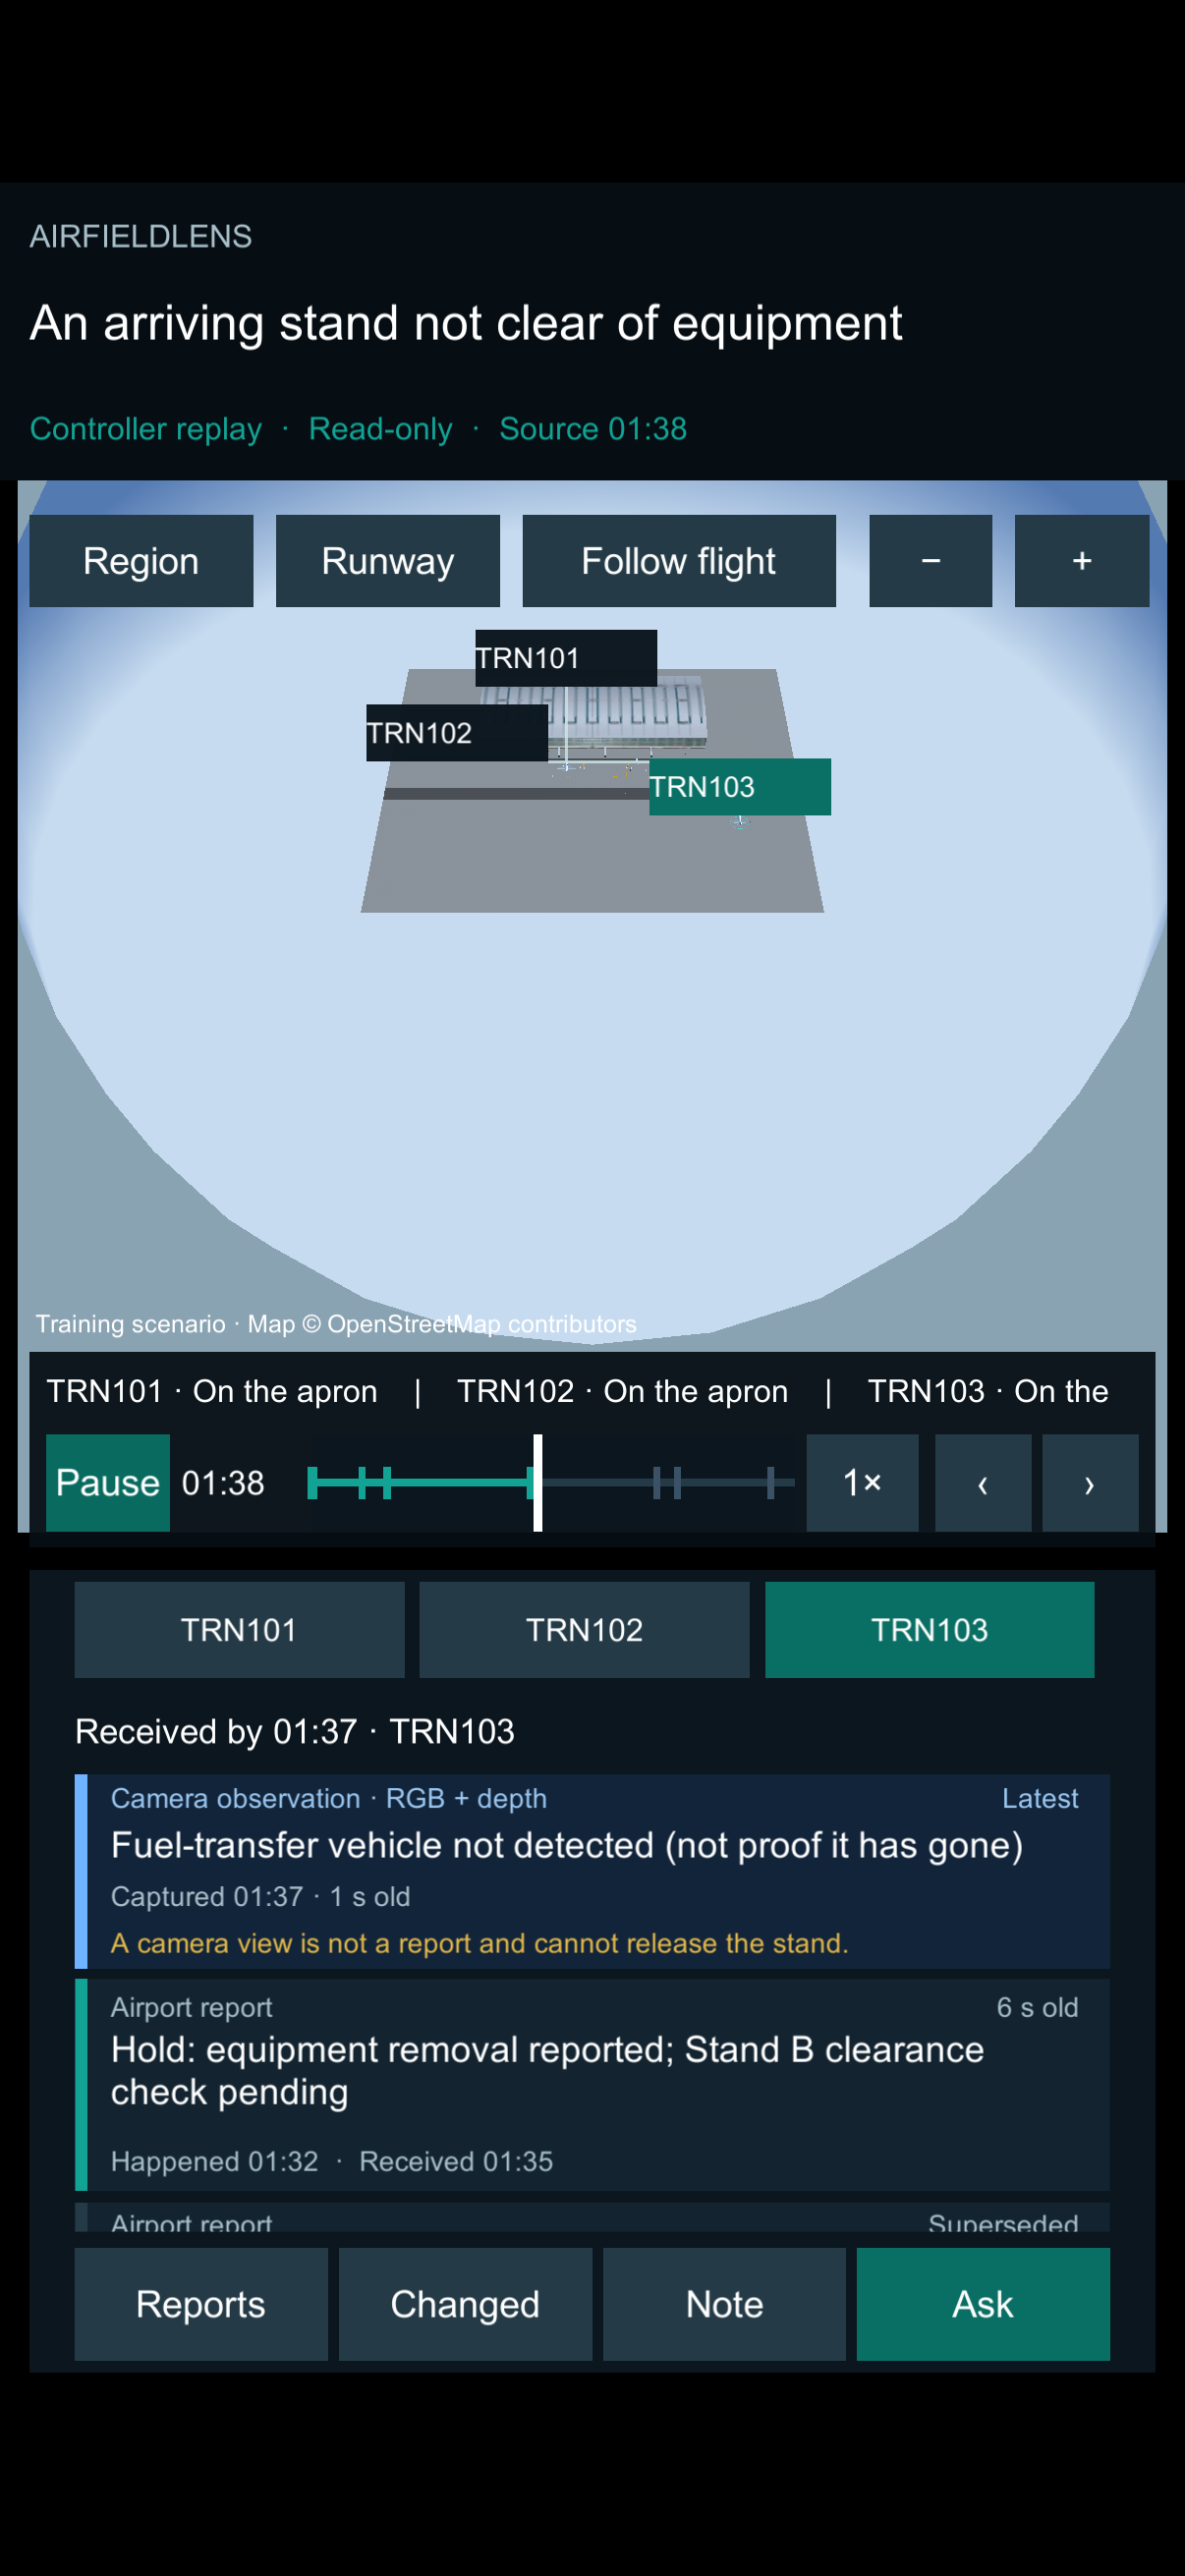 AIRFIELDLENS
An arriving stand not clear of equipment
Controller replay · Read-only · Source 01:38
Region Runway Follow flight − +
TRN101
TRN102
TRN103
Training scenario · Map © OpenStreetMap contributors
TRN101 · On the apron | TRN102 · On the apron | TRN103 · On the
Pause 01:38 1× ‹ ›
TRN101 TRN102 TRN103
Received by 01:37 · TRN103
Camera observation · RGB + depth Latest
Fuel-transfer vehicle not detected (not proof it has gone)
Captured 01:37 · 1 s old
A camera view is not a report and cannot release the stand.
Airport report 6 s old
Hold: equipment removal reported; Stand B clearance
check pending
Happened 01:32 · Received 01:35
Airport report Superseded
Reports Changed Note Ask